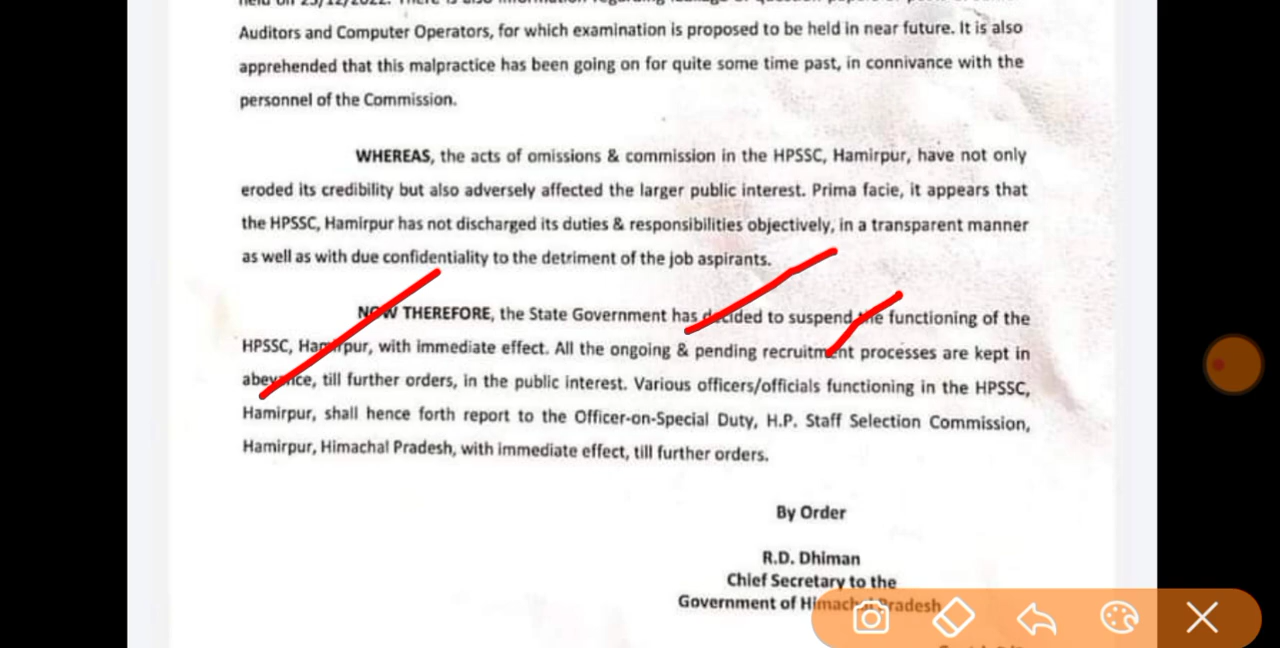 Auditors and Computer Operators, for which examination is proposed to be held in near future. It is also
apprehended that this malpractice has been going on for quite some time past, in connivance with the
personnel of the Commission.
WHEREAS, the acts of omissions & commission in the HPSSC, Hamirpur, have not only
eroded its credibility but also adversely affected the larger public interest. Prima facie, it appears that
the HPSSC, Hamirpur has not discharged its duties & responsibilities objectively, in a transparent manner
as well as with due confidentiality to the detriment of the job aspirants.
NOW THEREFORE, the State Government has decided to suspend the functioning of the
HPSSC, Hamirpur, with immediate effect. All the ongoing & pending recruitment processes are kept in
abeyance, till further orders, in the public interest. Various officers/officials functioning in the HPSSC,
Hamirpur, shall hence forth report to the Officer-on-Special Duty, H.P. Staff Selection Commission,
Hamirpur, Himachal Pradesh, with immediate effect, till further orders.
By Order
R.D. Dhiman
Chief Secretary to the
Government of Himachal Pradesh